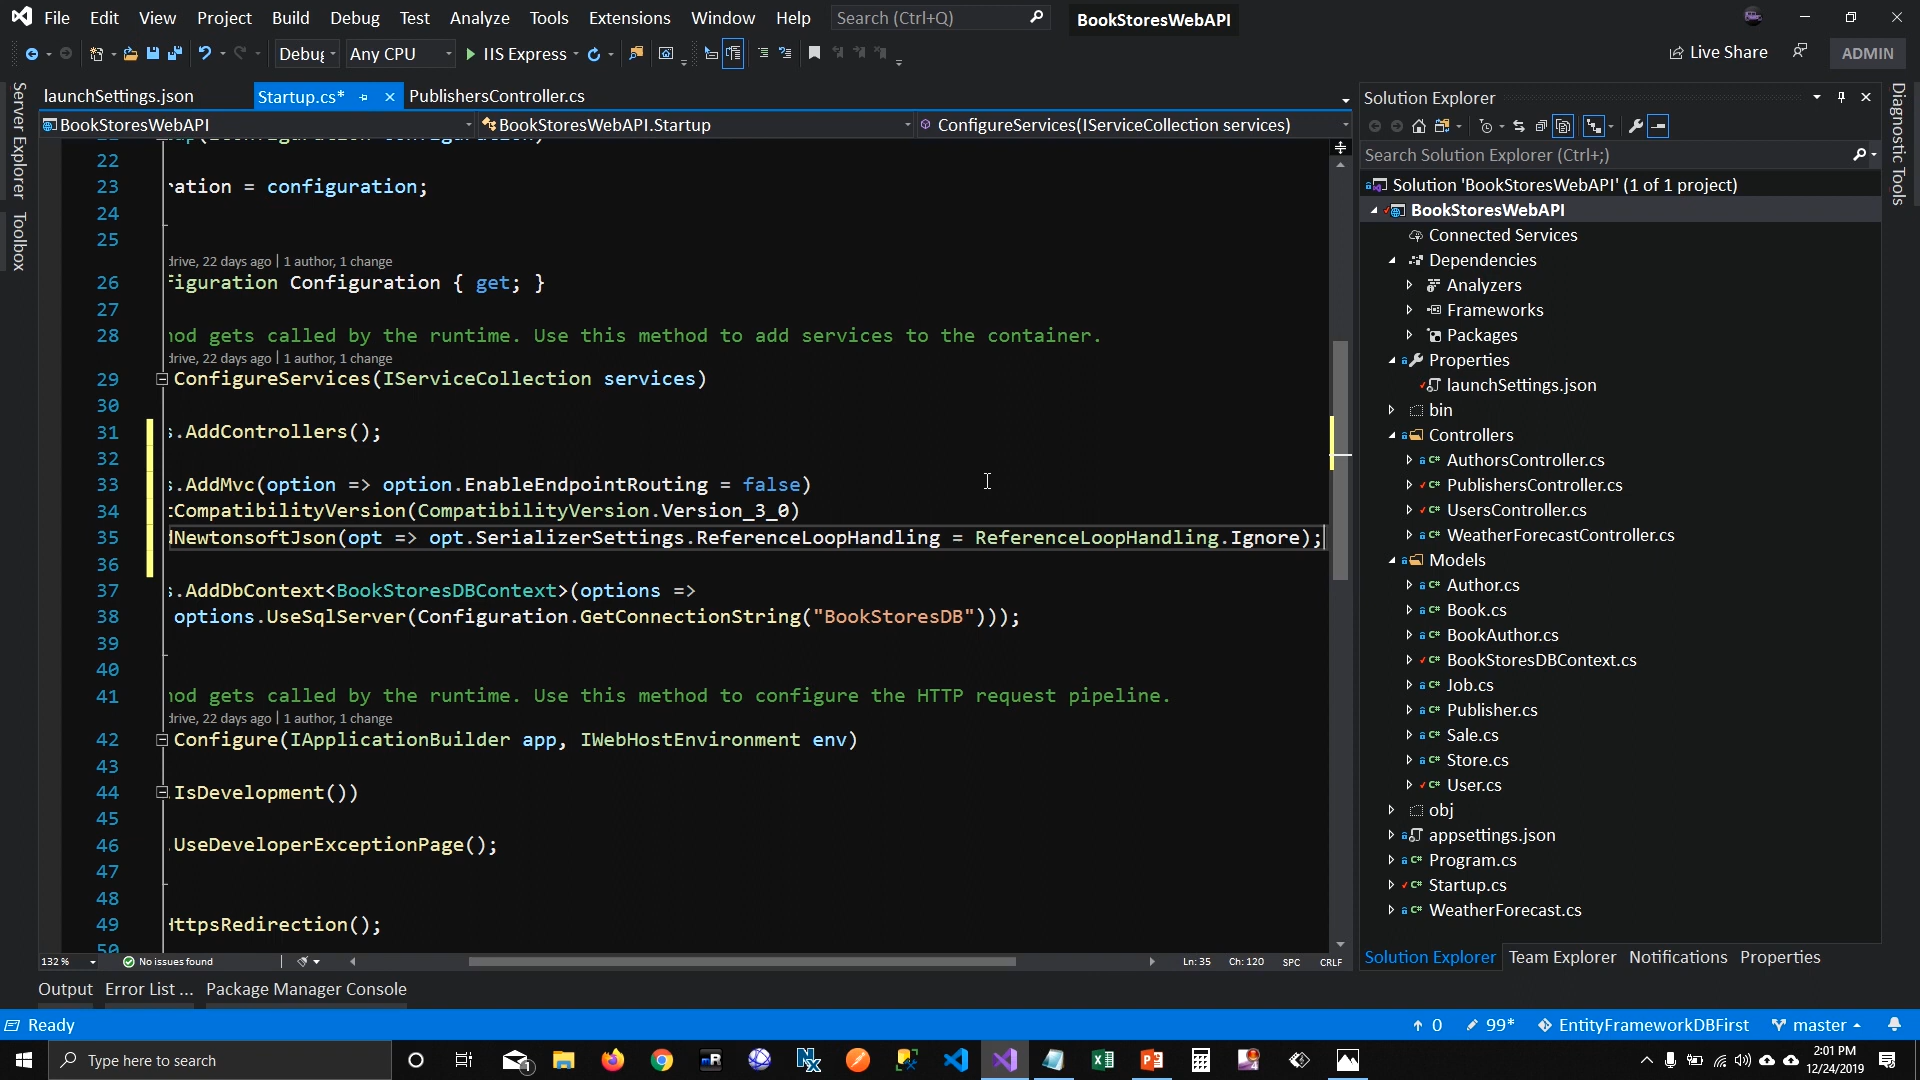 File Edit View Project Build Debug Test Analyze Tools Extensions Window Help Search (Ctrl+Q) BookStoresWebAPI
Debug Any CPU IIS Express Live Share ADMIN
launchSettings.json Startup.cs* PublishersController.cs
BookStoresWebAPI BookStoresWebAPI.Startup ConfigureServices(IServiceCollection services)
Server Explorer
Toolbox
22
23 ration = configuration;
24
25
drive, 22 days ago | 1 author, 1 change
26 figuration Configuration { get; }
27
28 hod gets called by the runtime. Use this method to add services to the container.
drive, 22 days ago | 1 author, 1 change
29 ConfigureServices(IServiceCollection services)
30
31 s.AddControllers();
32
33 s.AddMvc(option => option.EnableEndpointRouting = false)
34 tCompatibilityVersion(CompatibilityVersion.Version_3_0)
35 dNewtonsoftJson(opt => opt.SerializerSettings.ReferenceLoopHandling = ReferenceLoopHandling.Ignore);
36
37 s.AddDbContext<BookStoresDBContext>(options =>
38 options.UseSqlServer(Configuration.GetConnectionString("BookStoresDB")));
39
40
41 hod gets called by the runtime. Use this method to configure the HTTP request pipeline.
drive, 22 days ago | 1 author, 1 change
42 Configure(IApplicationBuilder app, IWebHostEnvironment env)
43
44 IsDevelopment())
45
46 .UseDeveloperExceptionPage();
47
48
49 HttpsRedirection();
50
132 % No issues found Ln: 35 Ch: 120 SPC CRLF
Output Error List ... Package Manager Console
Solution Explorer
Search Solution Explorer (Ctrl+;)
Solution 'BookStoresWebAPI' (1 of 1 project)
BookStoresWebAPI
Connected Services
Dependencies
Analyzers
Frameworks
Packages
Properties
launchSettings.json
bin
Controllers
AuthorsController.cs
PublishersController.cs
UsersController.cs
WeatherForecastController.cs
Models
Author.cs
Book.cs
BookAuthor.cs
BookStoresDBContext.cs
Job.cs
Publisher.cs
Sale.cs
Store.cs
User.cs
obj
appsettings.json
Program.cs
Startup.cs
WeatherForecast.cs
Solution Explorer Team Explorer Notifications Properties
Diagnostic Tools
Ready 0 99* EntityFrameworkDBFirst master
Type here to search
2:01 PM
12/24/2019